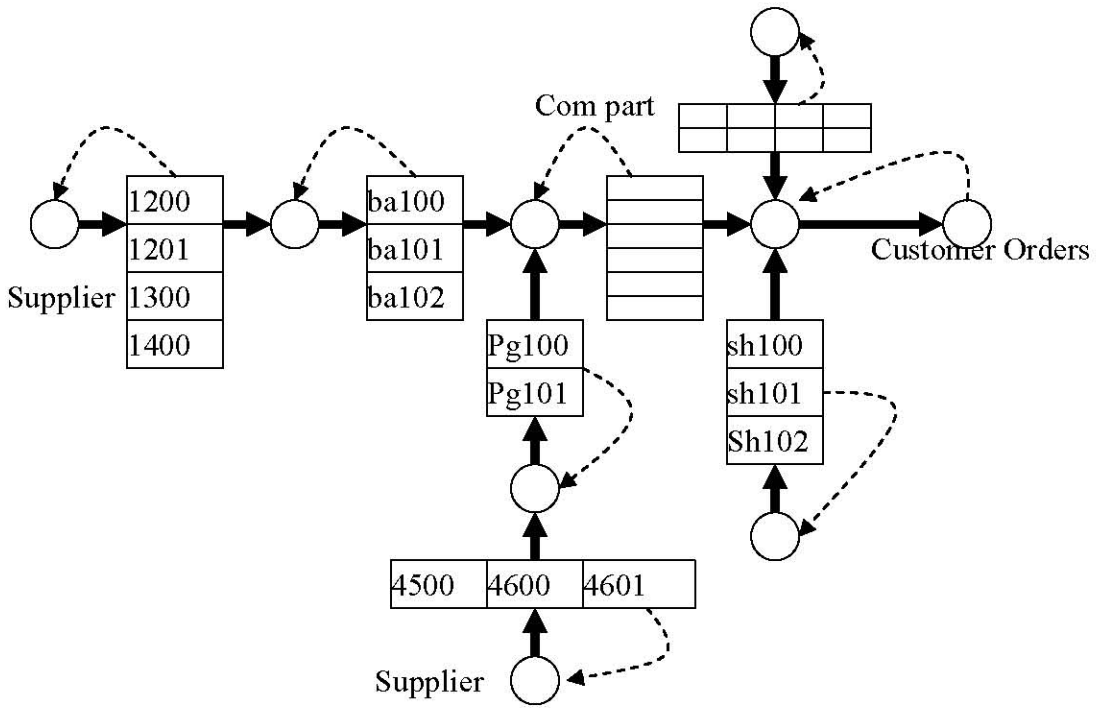 Com part
1200
1201
1300
1400
Supplier
ba100
ba101
ba102
Customer Orders
Pg100
Pg101
sh100
sh101
Sh102
4500 4600 4601
Supplier